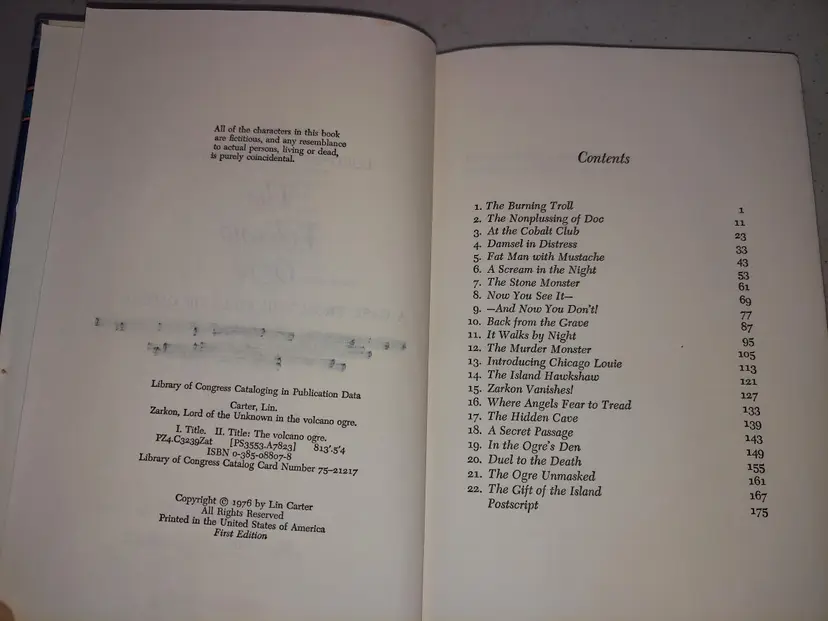 All of the characters in this book
are fictitious, and any resemblance
to actual persons, living or dead,
is purely coincidental.
Library of Congress Cataloging in Publication Data
Carter, Lin.
Zarkon, Lord of the Unknown in the volcano ogre.
I. Title. II. Title: The volcano ogre.
PZ4.C3239Zat [PS3553.A7823] 813'.5'4
ISBN 0-385-08807-8
Library of Congress Catalog Card Number 75-21217
Copyright © 1976 by Lin Carter
All Rights Reserved
Printed in the United States of America
First Edition
Contents
1. The Burning Troll 1
2. The Nonplussing of Doc 11
3. At the Cobalt Club 23
4. Damsel in Distress 33
5. Fat Man with Mustache 43
6. A Scream in the Night 53
7. The Stone Monster 61
8. Now You See It— 69
9. —And Now You Don't! 77
10. Back from the Grave 87
11. It Walks by Night 95
12. The Murder Monster 105
13. Introducing Chicago Louie 113
14. The Island Hawkshaw 121
15. Zarkon Vanishes! 127
16. Where Angels Fear to Tread 133
17. The Hidden Cave 139
18. A Secret Passage 143
19. In the Ogre's Den 149
20. Duel to the Death 155
21. The Ogre Unmasked 161
22. The Gift of the Island 167
Postscript 175